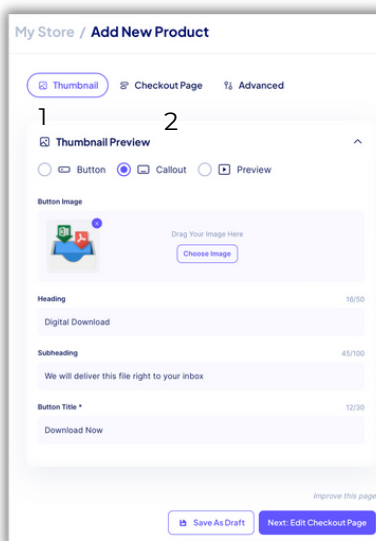 My Store / Add New Product
Thumbnail Checkout Page Advanced
1 2
Thumbnail Preview
Button Callout Preview
Button Image
Drag Your Image Here
Choose Image
Heading 16/50
Digital Download
Subheading 45/100
We will deliver this file right to your inbox
Button Title * 12/30
Download Now
Improve this page
Save As Draft Next: Edit Checkout Page